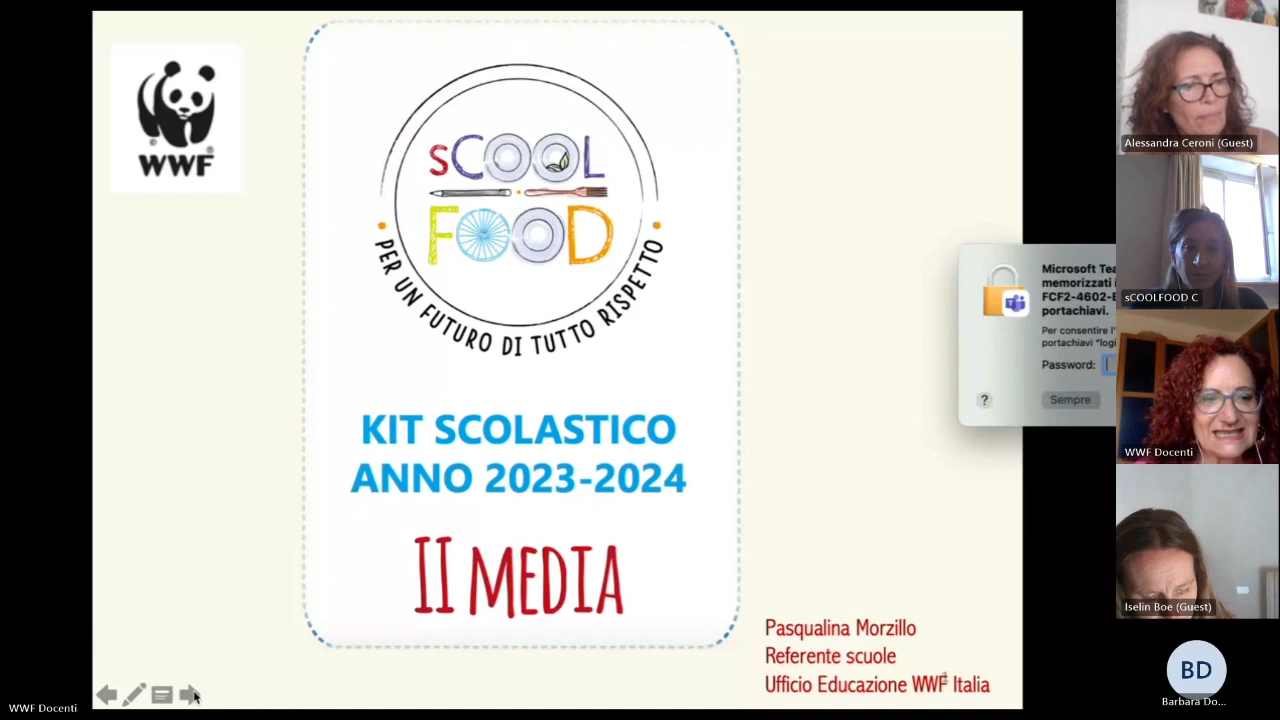 WWF
sCOOL
FOOD
PER UN FUTURO DI TUTTO RISPETTO
KIT SCOLASTICO
ANNO 2023-2024
II MEDIA
Pasqualina Morzillo
Referente scuole
Ufficio Educazione WWF Italia
Microsoft Tea
memorizzati i
FCF2-4602-E
portachiavi.
Per consentire l'
portachiavi "logi
Password:
?
Sempre
Alessandra Ceroni (Guest)
sCOOLFOOD C
WWF Docenti
Iselin Boe (Guest)
BD
Barbara Do...
WWF Docenti